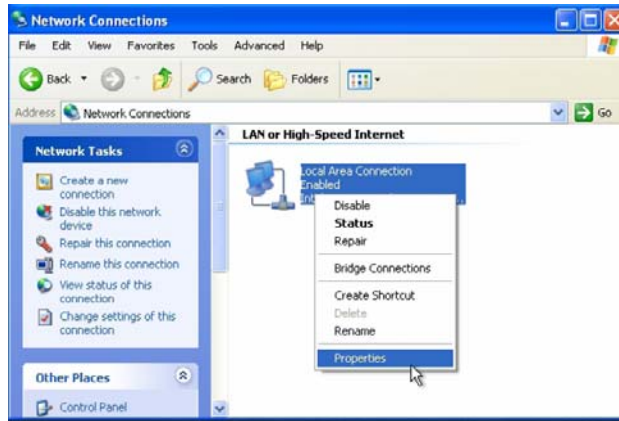 Network Connections
File Edit View Favorites Tools Advanced Help
Back Search Folders
Address Network Connections Go
Network Tasks
Create a new
connection
Disable this network
device
Repair this connection
Rename this connection
View status of this
connection
Change settings of this
connection
Other Places
Control Panel
LAN or High-Speed Internet
Local Area Connection
Enabled
Disable
Status
Repair
Bridge Connections
Create Shortcut
Delete
Rename
Properties